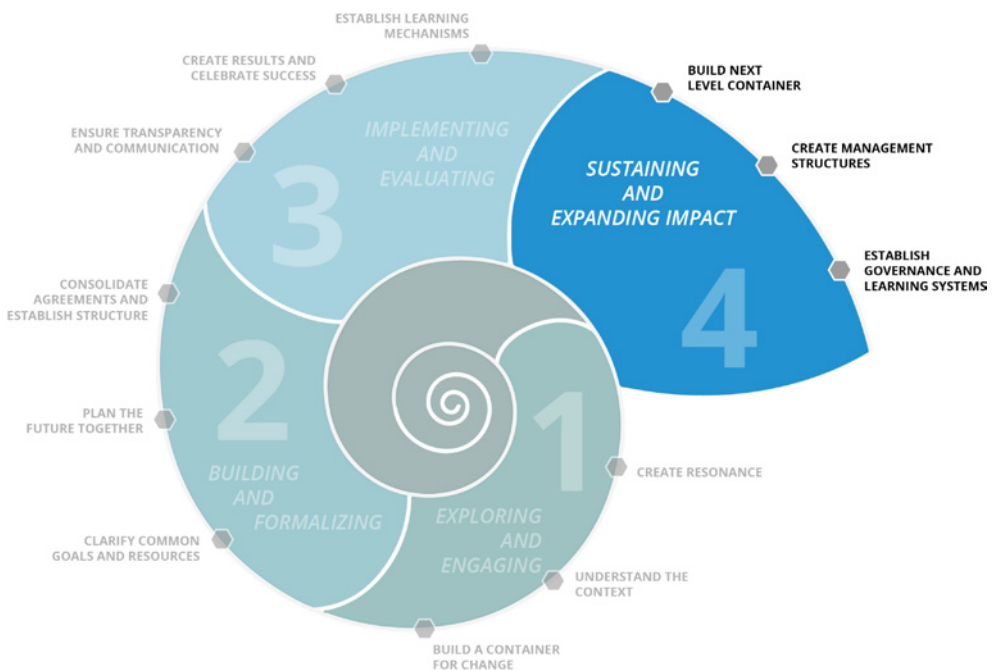 ESTABLISH LEARNING
MECHANISMS
CREATE RESULTS AND
CELEBRATE SUCCESS
ENSURE TRANSPARENCY
AND COMMUNICATION
3
IMPLEMENTING
AND
EVALUATING
BUILD NEXT
LEVEL CONTAINER
CREATE MANAGEMENT
STRUCTURES
ESTABLISH
GOVERNANCE AND
LEARNING SYSTEMS
SUSTAINING
AND
EXPANDING IMPACT
4
CONSOLIDATE
AGREEMENTS AND
ESTABLISH STRUCTURE
PLAN THE
FUTURE TOGETHER
CLARIFY COMMON
GOALS AND RESOURCES
2
BUILDING
AND
FORMALIZING
1
EXPLORING
AND
ENGAGING
CREATE RESONANCE
UNDERSTAND THE
CONTEXT
BUILD A CONTAINER
FOR CHANGE